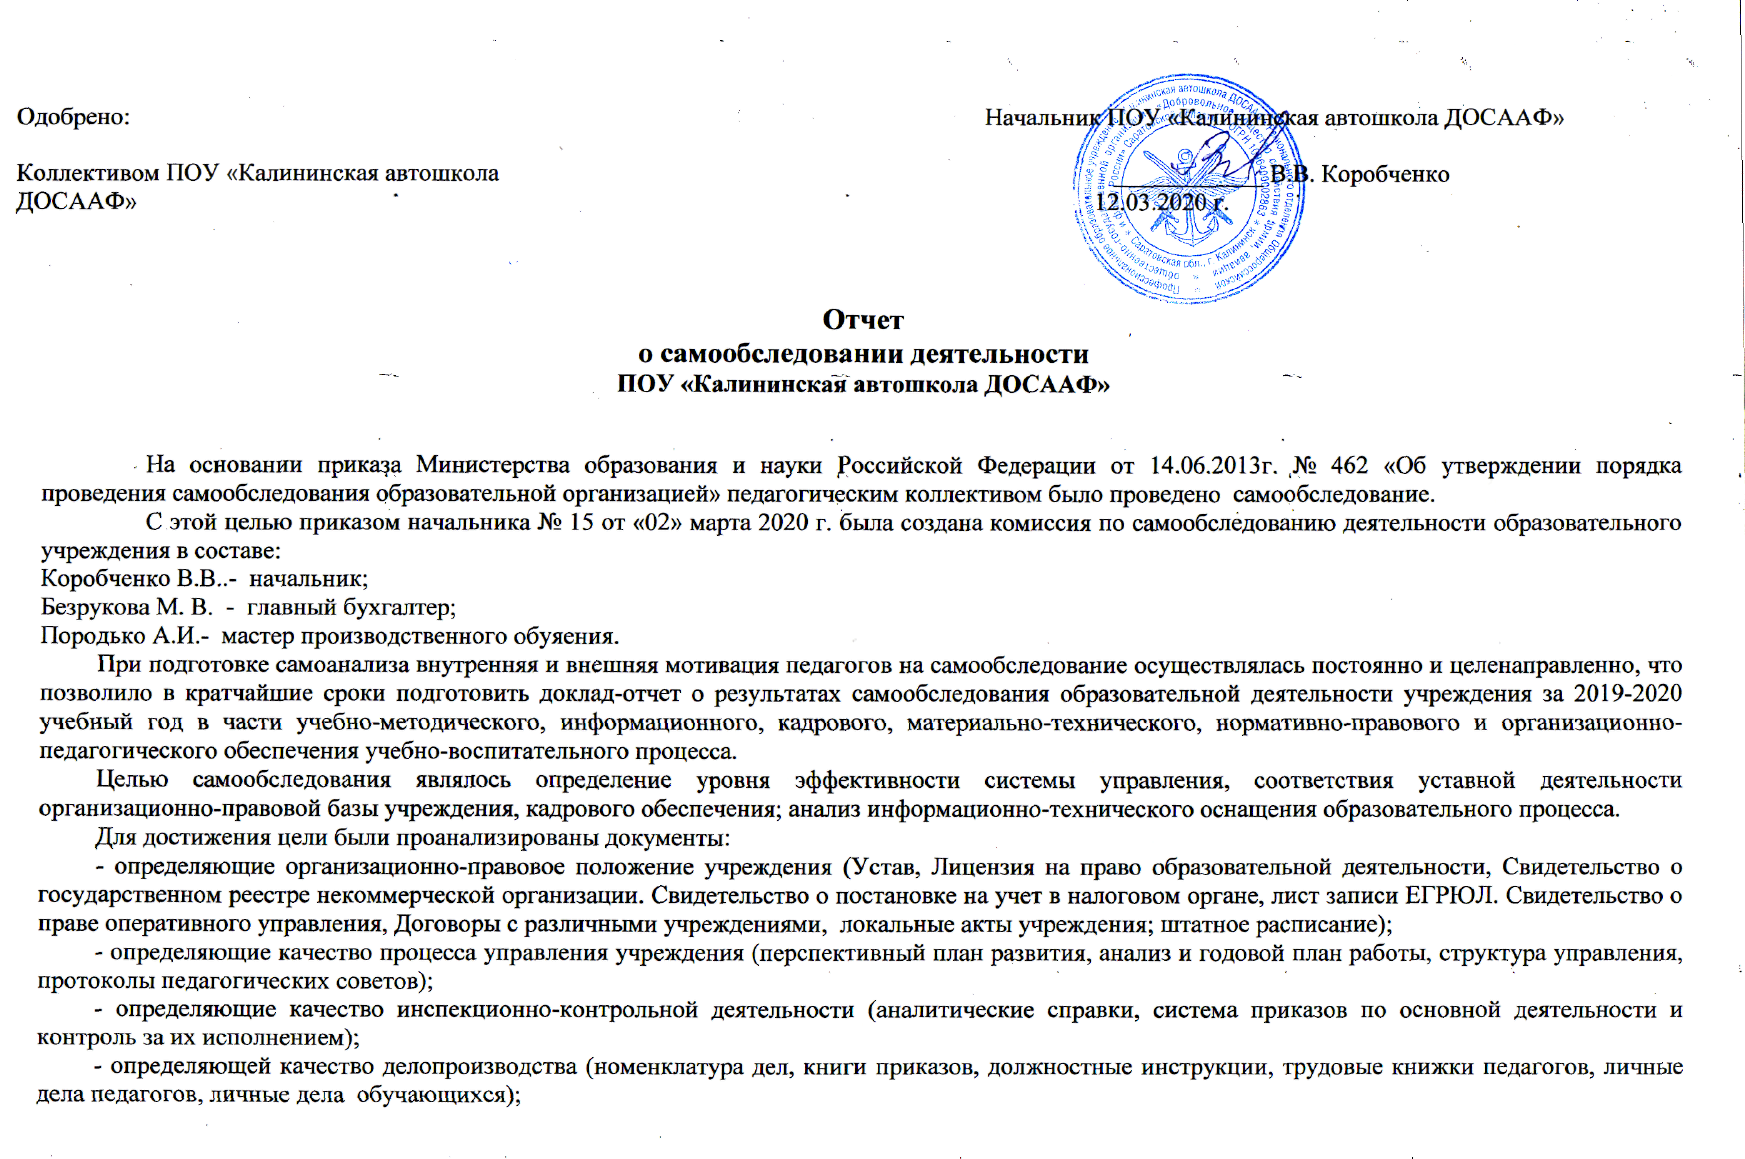 Одобрено:
Начальник ПОУ «Калининская автошкола ДОСААФ»
Коллективом ПОУ «Калининская автошкола
ДОСААФ»
В.В. Коробченко
12.03.2020 г.
Отчет
о самообследовании деятельности
ПОУ «Калининская автошкола ДОСААФ»
На основании приказа Министерства образования и науки Российской Федерации от 14.06.2013г. № 462 «Об утверждении порядка
проведения самообследования образовательной организацией» педагогическим коллективом было проведено самообследование.
С этой целью приказом начальника № 15 от «02» марта 2020 г. была создана комиссия по самообследованию деятельности образовательного
учреждения в составе:
Коробченко В.В..- начальник;
Безрукова М. В. - главный бухгалтер;
Породько А.И.- мастер производственного обуяения.
При подготовке самоанализа внутренняя и внешняя мотивация педагогов на самообследование осуществлялась постоянно и целенаправленно, что
позволило в кратчайшие сроки подготовить доклад-отчет о результатах самообследования образовательной деятельности учреждения за 2019-2020
учебный год в части учебно-методического, информационного, кадрового, материально-технического, нормативно-правового и организационно-
педагогического обеспечения учебно-воспитательного процесса.
Целью самообследования являлось определение уровня эффективности системы управления, соответствия уставной деятельности
организационно-правовой базы учреждения, кадрового обеспечения; анализ информационно-технического оснащения образовательного процесса.
Для достижения цели были проанализированы документы:
- определяющие организационно-правовое положение учреждения (Устав, Лицензия на право образовательной деятельности, Свидетельство о
государственном реестре некоммерческой организации. Свидетельство о постановке на учет в налоговом органе, лист записи ЕГРЮЛ. Свидетельство о
праве оперативного управления, Договоры с различными учреждениями, локальные акты учреждения; штатное расписание);
- определяющие качество процесса управления учреждения (перспективный план развития, анализ и годовой план работы, структура управления,
протоколы педагогических советов);
- определяющие качество инспекционно-контрольной деятельности (аналитические справки, система приказов по основной деятельности и
контроль за их исполнением);
- определяющей качество делопроизводства (номенклатура дел, книги приказов, должностные инструкции, трудовые книжки педагогов, личные
дела педагогов, личные дела обучающихся);